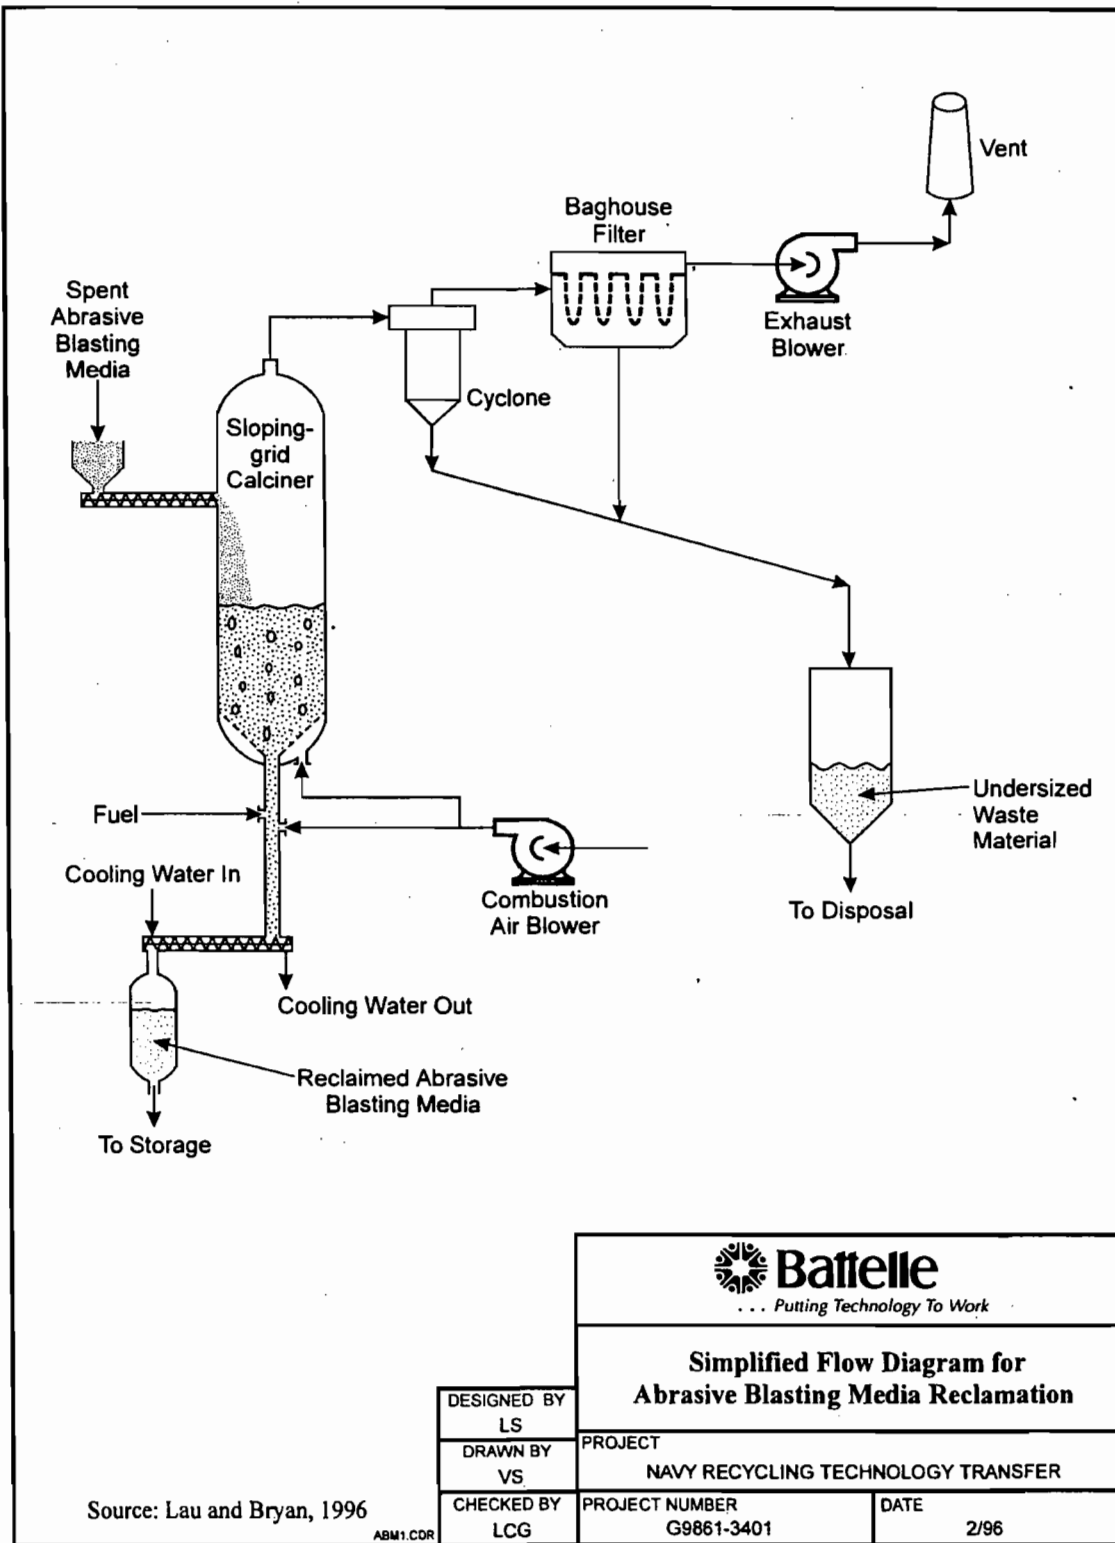 Vent
Baghouse
Filter
Spent
Abrasive
Blasting
Media
Exhaust
Blower
Cyclone
Sloping-
grid
Calciner
Fuel
Undersized
Waste
Material
Cooling Water In
Combustion
Air Blower
To Disposal
Cooling Water Out
Reclaimed Abrasive
Blasting Media
To Storage
Battelle
... Putting Technology To Work
Simplified Flow Diagram for
Abrasive Blasting Media Reclamation
DESIGNED BY
LS
DRAWN BY
VS
PROJECT
NAVY RECYCLING TECHNOLOGY TRANSFER
Source: Lau and Bryan, 1996
ABM1.CDR
CHECKED BY
LCG
PROJECT NUMBER
G9861-3401
DATE
2/96